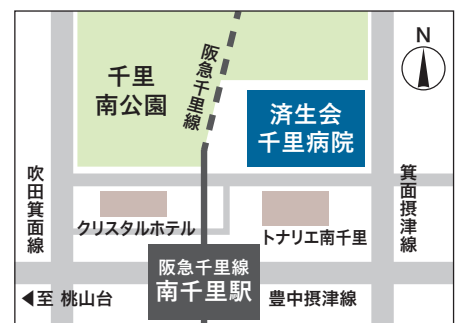 千里
南公園
阪急千里線
N
済生会
千里病院
吹田箕面線
箕面摂津線
クリスタルホテル
トナリエ南千里
阪急千里線
南千里駅
◀至 桃山台
豊中摂津線